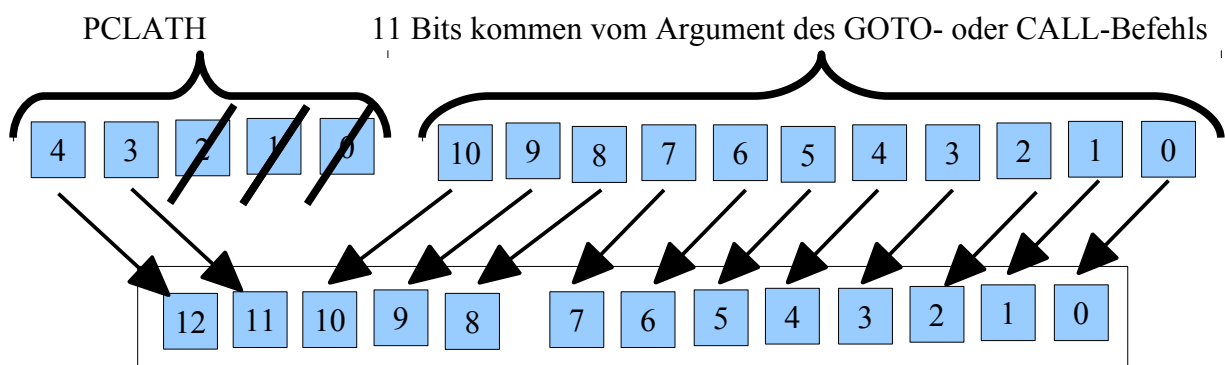 PCLATH 11 Bits kommen vom Argument des GOTO- oder CALL-Befehls
4 3 2 1 0 10 9 8 7 6 5 4 3 2 1 0
12 11 10 9 8 7 6 5 4 3 2 1 0